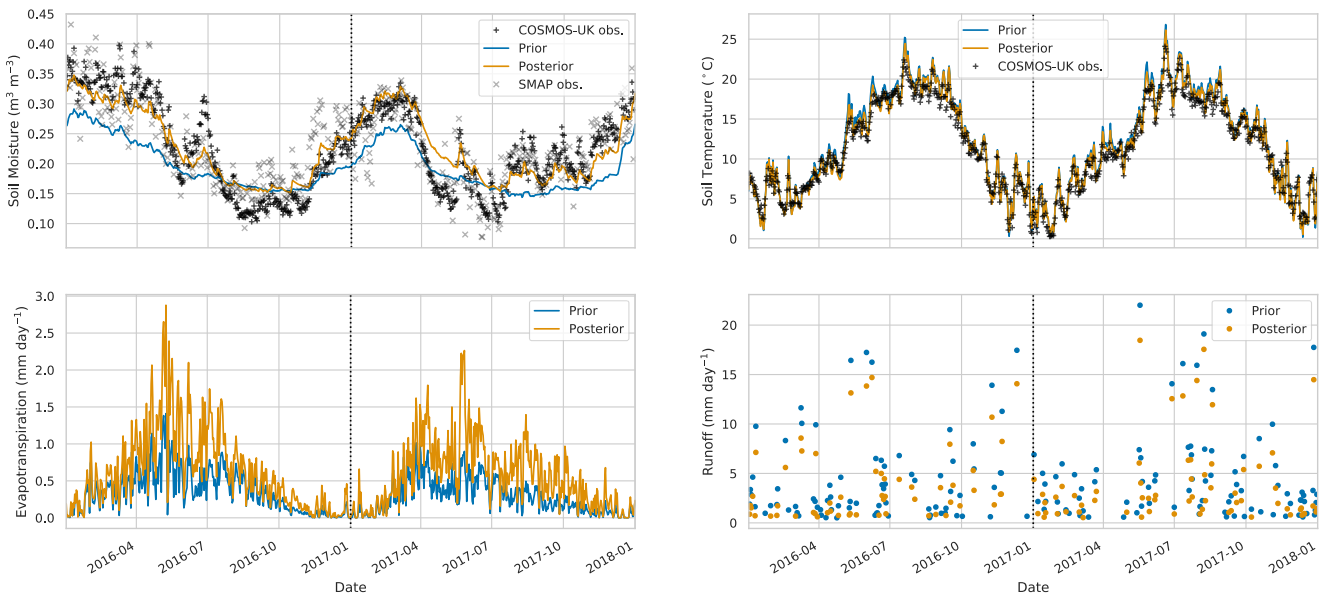 0.45
0.40
0.35
0.30
0.25
0.20
0.15
0.10
Soil Moisture (m³ m⁻³)
COSMOS-UK obs.
Prior
Posterior
SMAP obs.
25
20
15
10
5
0
Soil Temperature (°C)
Prior
Posterior
COSMOS-UK obs.
3.0
2.5
2.0
1.5
1.0
0.5
0.0
Evapotranspiration (mm day⁻¹)
Prior
Posterior
2016-04
2016-07
2016-10
2017-01
2017-04
2017-07
2017-10
2018-01
Date
20
15
10
5
0
Runoff (mm day⁻¹)
Prior
Posterior
2016-04
2016-07
2016-10
2017-01
2017-04
2017-07
2017-10
2018-01
Date